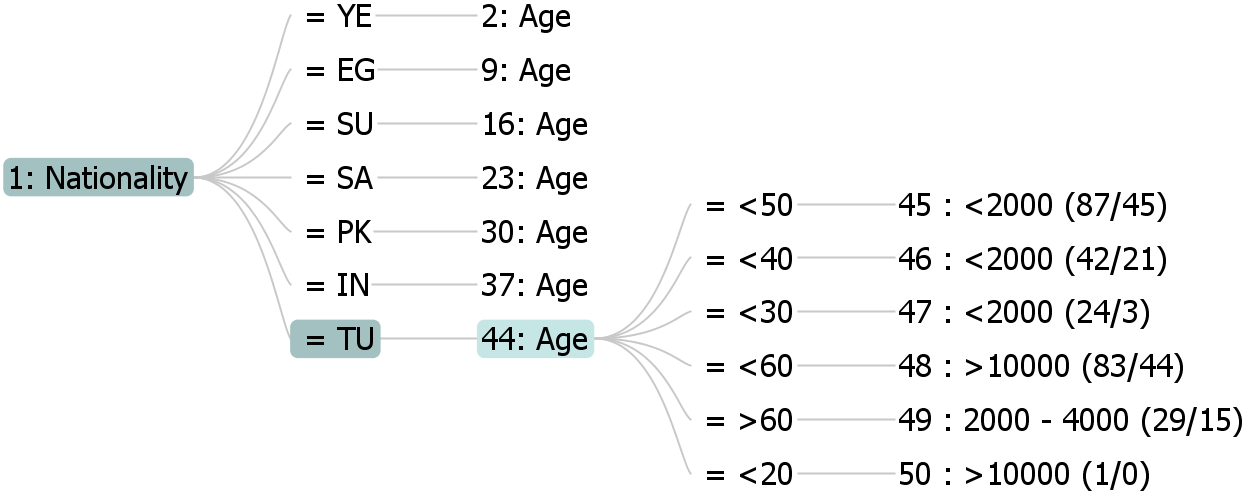 1: Nationality
= YE 2: Age
= EG 9: Age
= SU 16: Age
= SA 23: Age
= PK 30: Age
= IN 37: Age
= TU 44: Age
= <50 45 : <2000 (87/45)
= <40 46 : <2000 (42/21)
= <30 47 : <2000 (24/3)
= <60 48 : >10000 (83/44)
= >60 49 : 2000 - 4000 (29/15)
= <20 50 : >10000 (1/0)